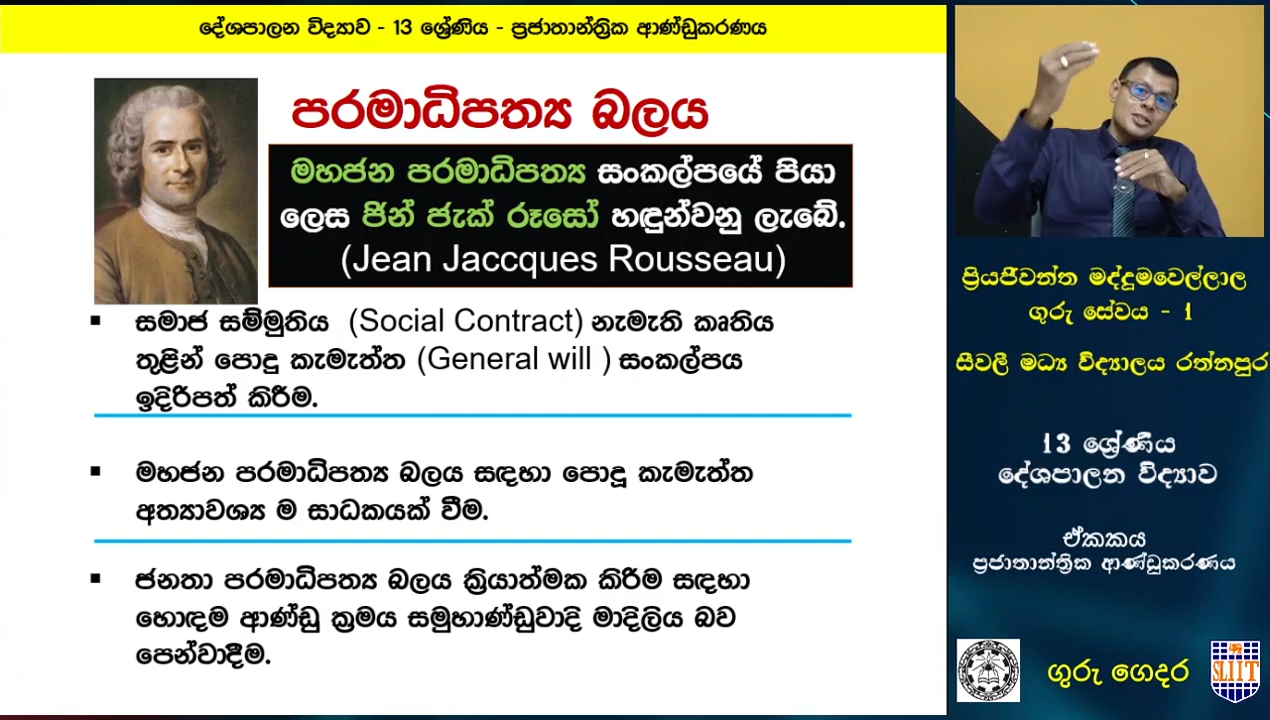 දේශපාලන විද්‍යාව - 13 ශ්‍රේණිය - ප්‍රජාතාන්ත්‍රික ආණ්ඩුකරණය
පරමාධිපත්‍ය බලය
මහජන පරමාධිපත්‍ය සංකල්පයේ පියා
ලෙස ජින් ජැක් රූසෝ හඳුන්වනු ලැබේ.
(Jean Jaccques Rousseau)
▪ සමාජ සම්මුතිය (Social Contract) නැමැති කෘතිය
තුළින් පොදු කැමැත්ත (General will ) සංකල්පය
ඉදිරිපත් කිරීම.
▪ මහජන පරමාධිපත්‍ය බලය සඳහා පොදූ කැමැත්ත
අත්‍යාවශ්‍ය ම සාධකයක් වීම.
▪ ජනතා පරමාධිපත්‍ය බලය ක්‍රියාත්මක කිරීම සඳහා
හොඳම ආණ්ඩු ක්‍රමය සමුහාණ්ඩුවාදි මාදිලිය බව
පෙන්වාදීම.
ප්‍රියජීවන්ත මද්දූමවෙල්ලාල
ගුරු සේවය - 1
සීවලී මධ්‍ය විද්‍යාලය රත්නපුර
13 ශ්‍රේණිය
දේශපාලන විද්‍යාව
ඒකකය
ප්‍රජාතාන්ත්‍රික ආණ්ඩුකරණය
ගුරු ගෙදර
SLIIT